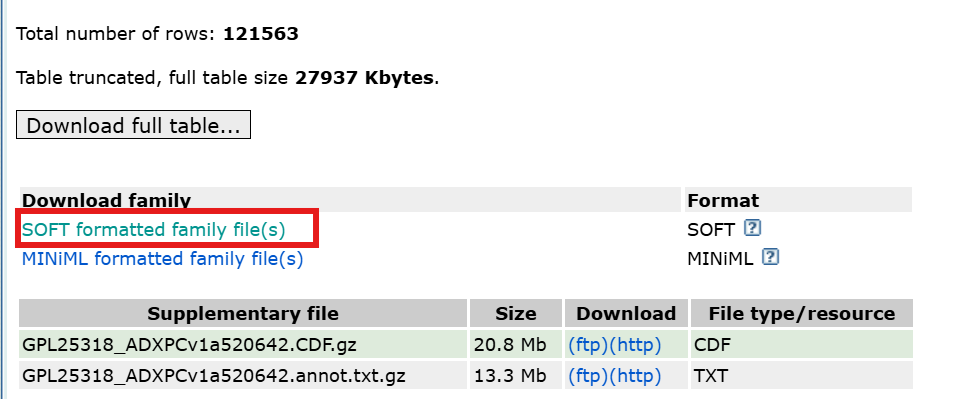 Total number of rows: 121563
Table truncated, full table size 27937 Kbytes.
Download full table...
Download family Format
SOFT formatted family file(s) SOFT ?
MINiML formatted family file(s) MINiML ?
Supplementary file Size Download File type/resource
GPL25318_ADXPCv1a520642.CDF.gz 20.8 Mb (ftp)(http) CDF
GPL25318_ADXPCv1a520642.annot.txt.gz 13.3 Mb (ftp)(http) TXT